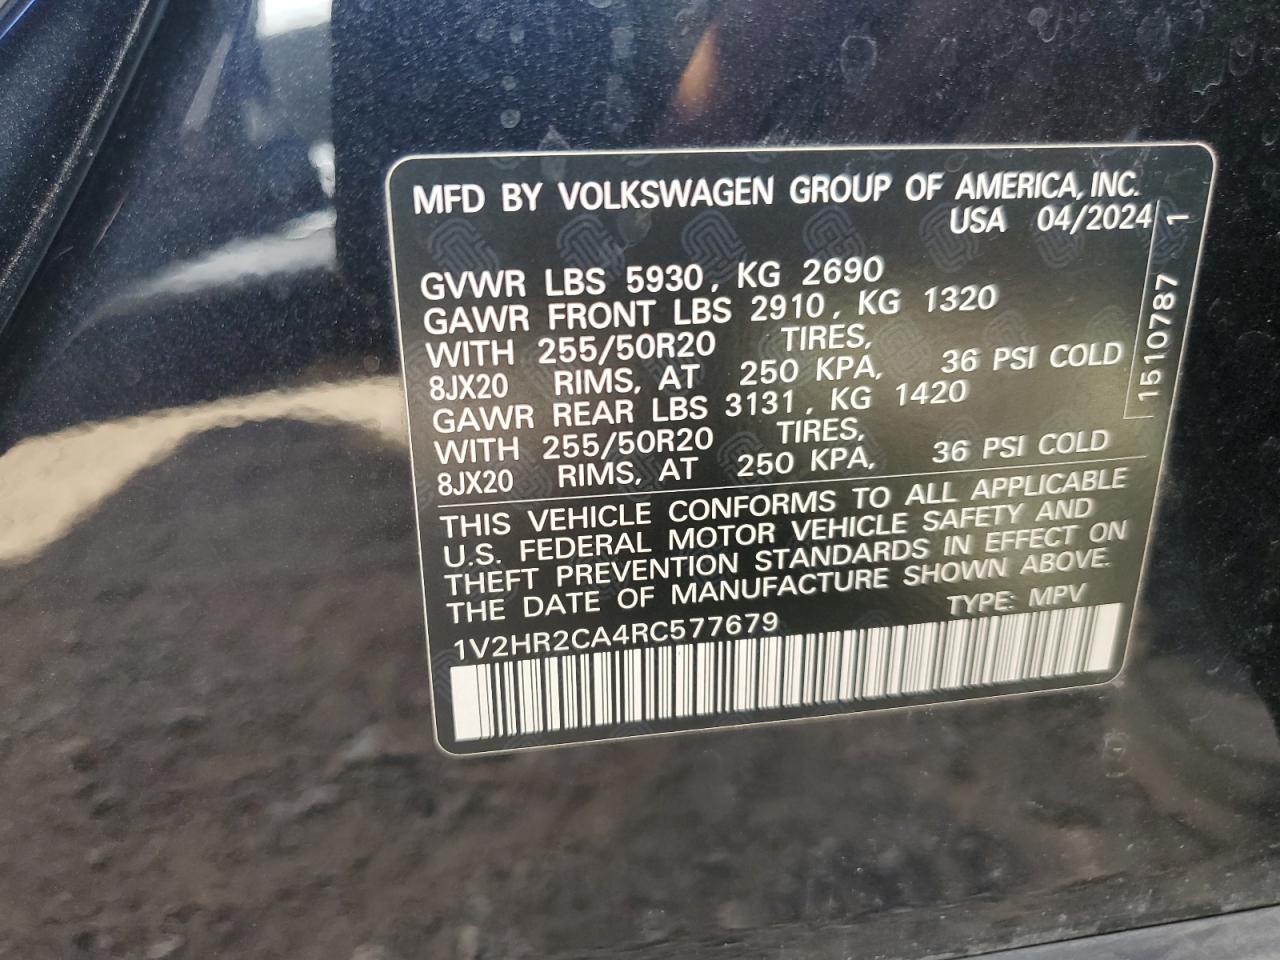 MFD BY VOLKSWAGEN GROUP OF AMERICA, INC.
USA 04/2024
GVWR LBS 5930, KG 2690
GAWR FRONT LBS 2910, KG 1320
WITH 255/50R20 TIRES,
8JX20 RIMS, AT 250 KPA, 36 PSI COLD
GAWR REAR LBS 3131, KG 1420
WITH 255/50R20 TIRES,
8JX20 RIMS, AT 250 KPA, 36 PSI COLD
THIS VEHICLE CONFORMS TO ALL APPLICABLE
U.S. FEDERAL MOTOR VEHICLE SAFETY AND
THEFT PREVENTION STANDARDS IN EFFECT ON
THE DATE OF MANUFACTURE SHOWN ABOVE.
TYPE: MPV
1V2HR2CA4RC577679
1510787 1